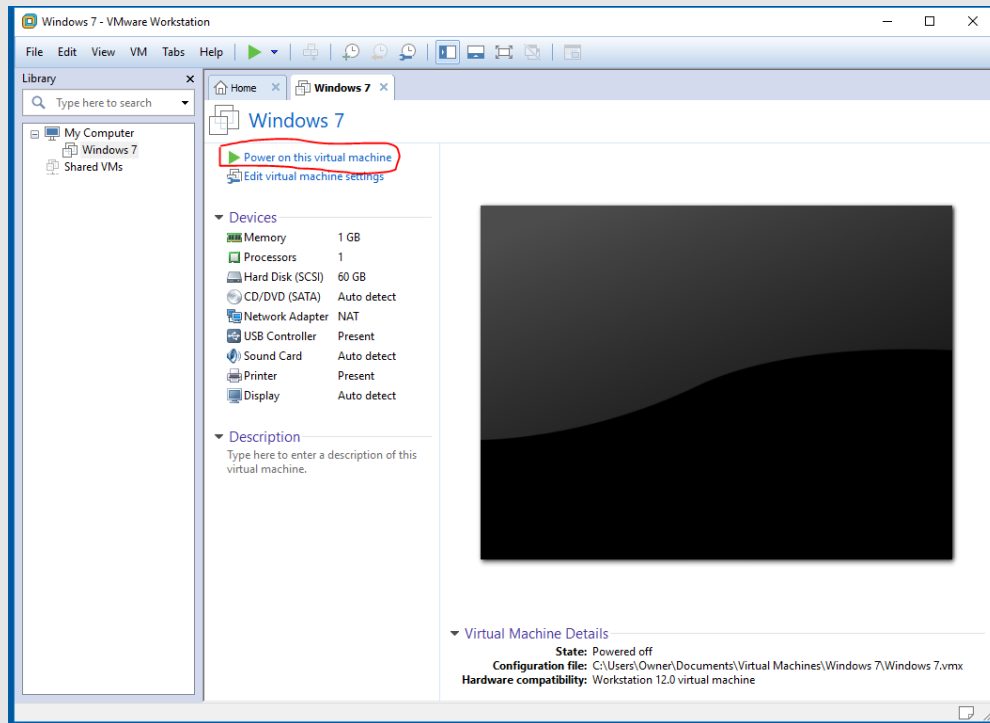 Windows 7 - VMware Workstation
File Edit View VM Tabs Help
Library
Type here to search
My Computer
Windows 7
Shared VMs
Home
Windows 7
Windows 7
Power on this virtual machine
Edit virtual machine settings
Devices
Memory 1 GB
Processors 1
Hard Disk (SCSI) 60 GB
CD/DVD (SATA) Auto detect
Network Adapter NAT
USB Controller Present
Sound Card Auto detect
Printer Present
Display Auto detect
Description
Type here to enter a description of this
virtual machine.
Virtual Machine Details
State: Powered off
Configuration file: C:\Users\Owner\Documents\Virtual Machines\Windows 7\Windows 7.vmx
Hardware compatibility: Workstation 12.0 virtual machine